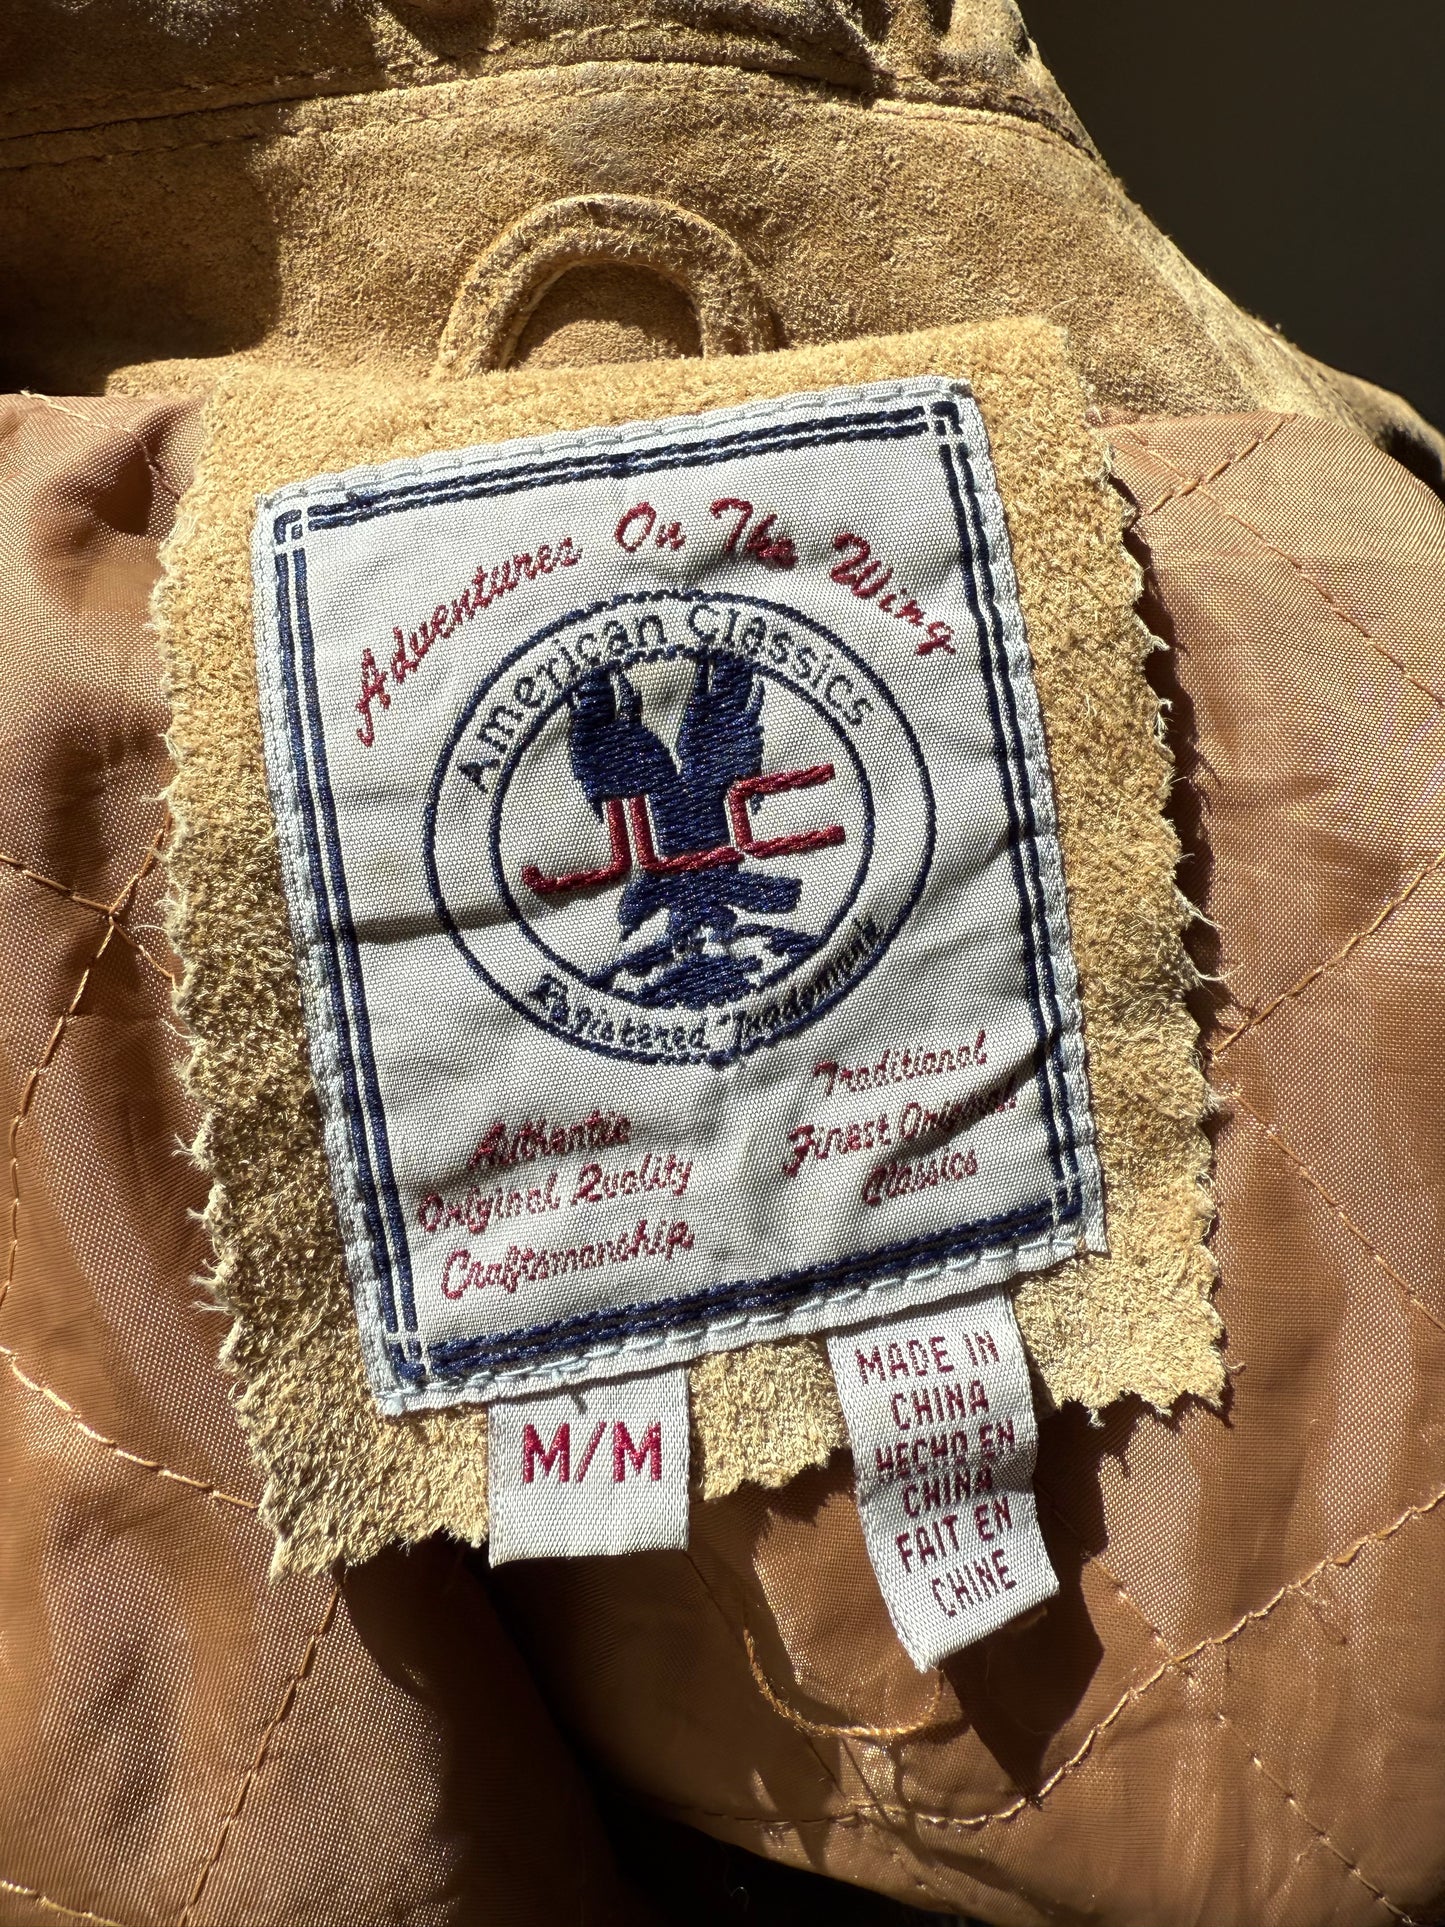 Adventures On The Wing
American Classics
JLC
Registered Trademark
Authentic
Original Quality
Craftsmanship
Traditional
Finest Original
Classics
M/M
MADE IN
CHINA
HECHO EN
CHINA
FAIT EN
CHINE